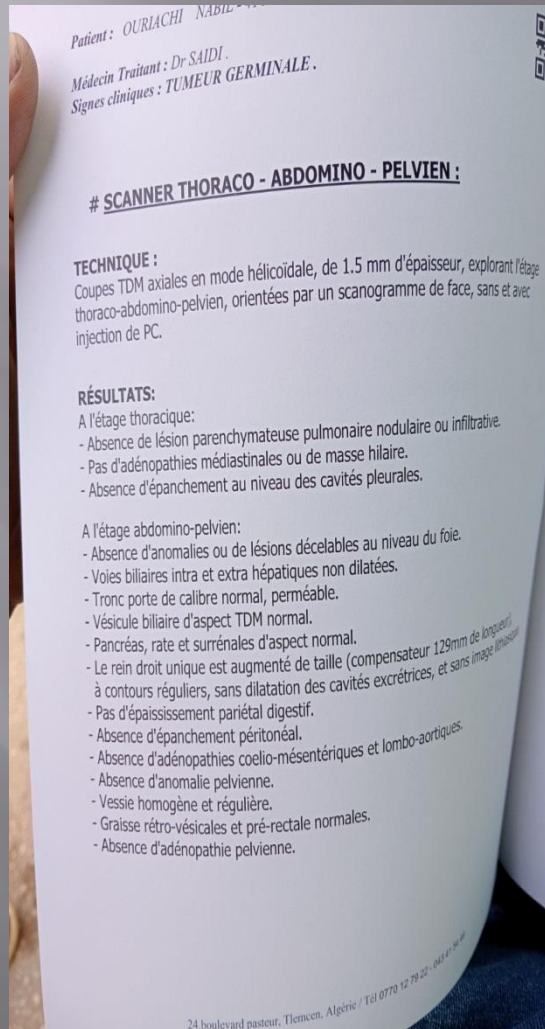 Patient : OURIACHI NABIL
Médecin Traitant : Dr SAIDI .
Signes cliniques : TUMEUR GERMINALE .
# SCANNER THORACO - ABDOMINO - PELVIEN :
TECHNIQUE :
Coupes TDM axiales en mode hélicoïdale, de 1.5 mm d'épaisseur, explorant l'étage
thoraco-abdomino-pelvien, orientées par un scanogramme de face, sans et avec
injection de PC.
RÉSULTATS:
A l'étage thoracique:
- Absence de lésion parenchymateuse pulmonaire nodulaire ou infiltrative.
- Pas d'adénopathies médiastinales ou de masse hilaire.
- Absence d'épanchement au niveau des cavités pleurales.
A l'étage abdomino-pelvien:
- Absence d'anomalies ou de lésions décelables au niveau du foie.
- Voies biliaires intra et extra hépatiques non dilatées.
- Tronc porte de calibre normal, perméable.
- Vésicule biliaire d'aspect TDM normal.
- Pancréas, rate et surrénales d'aspect normal.
- Le rein droit unique est augmenté de taille (compensateur 129mm de longueur),
à contours réguliers, sans dilatation des cavités excrétrices, et sans image lithiasique
- Pas d'épaississement pariétal digestif.
- Absence d'épanchement péritonéal.
- Absence d'adénopathies coelio-mésentériques et lombo-aortiques.
- Absence d'anomalie pelvienne.
- Vessie homogène et régulière.
- Graisse rétro-vésicales et pré-rectale normales.
- Absence d'adénopathie pelvienne.
24 boulevard pasteur, Tlemcen, Algérie / Tél 0770 12 79 22 -